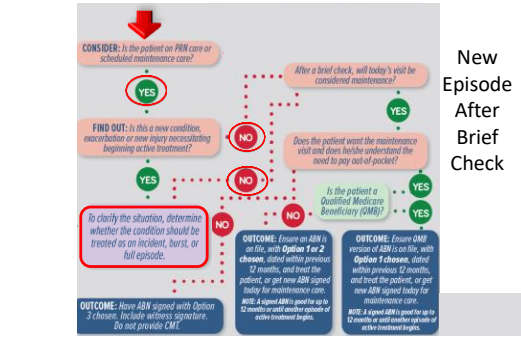 CONSIDER: Is the patient on PRN care or
scheduled maintenance care?
YES
FIND OUT: Is this a new condition,
exacerbation or new injury necessitating
beginning active treatment?
YES
To clarify the situation, determine
whether the condition should be
treated as an incident, burst, or
full episode.
NO
NO
After a brief check, will today's visit be
considered maintenance?
YES
Does the patient want the maintenance
visit and does he/she understand the
need to pay out-of-pocket?
YES
Is the patient a
Qualified Medicare
Beneficiary (QMB)?
YES
NO
NO
OUTCOME: Have ABN signed with Option
3 chosen. Include witness signature.
Do not provide CMT.
OUTCOME: Ensure an ABN is
on file, with Option 1 or 2
chosen, dated within previous
12 months, and treat the
patient, or get new ABN signed
today for maintenance care.
NOTE: A signed ABN is good for up to
12 months or until another episode of
active treatment begins.
OUTCOME: Ensure QMB
version of ABN is on file, with
Option 1 chosen, dated
within previous 12 months,
and treat the patient, or get
new ABN signed today for
maintenance care.
NOTE: A signed ABN is good for up to
12 months or until another episode of
active treatment begins.
New
Episode
After
Brief
Check